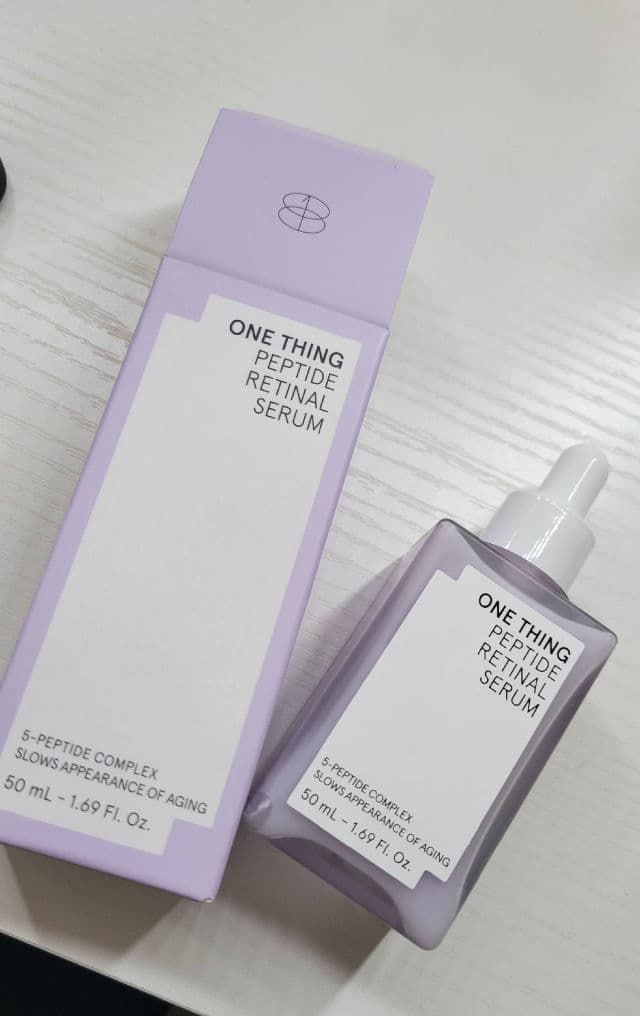 ONE THING
PEPTIDE
RETINAL
SERUM
5-PEPTIDE COMPLEX
SLOWS APPEARANCE OF AGING
50 mL - 1.69 Fl. Oz.
ONE THING
PEPTIDE
RETINAL
SERUM
5-PEPTIDE COMPLEX
SLOWS APPEARANCE OF AGING
50 mL - 1.69 Fl. Oz.